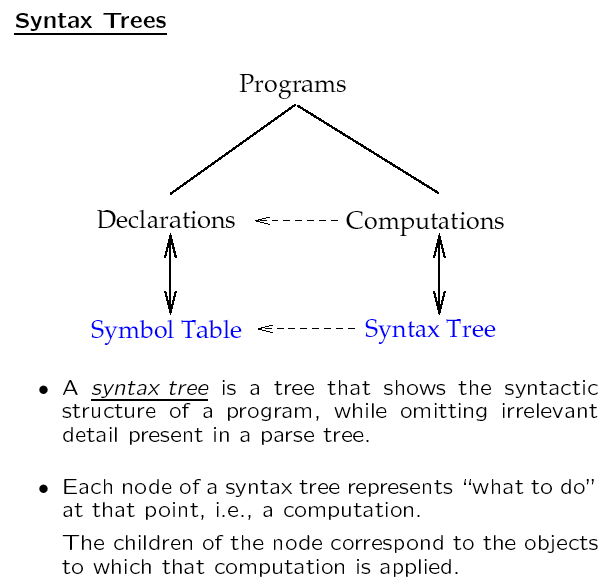 Syntax Trees
Programs
Declarations Computations
Symbol Table Syntax Tree
• A syntax tree is a tree that shows the syntactic
structure of a program, while omitting irrelevant
detail present in a parse tree.
• Each node of a syntax tree represents “what to do”
at that point, i.e., a computation.
The children of the node correspond to the objects
to which that computation is applied.